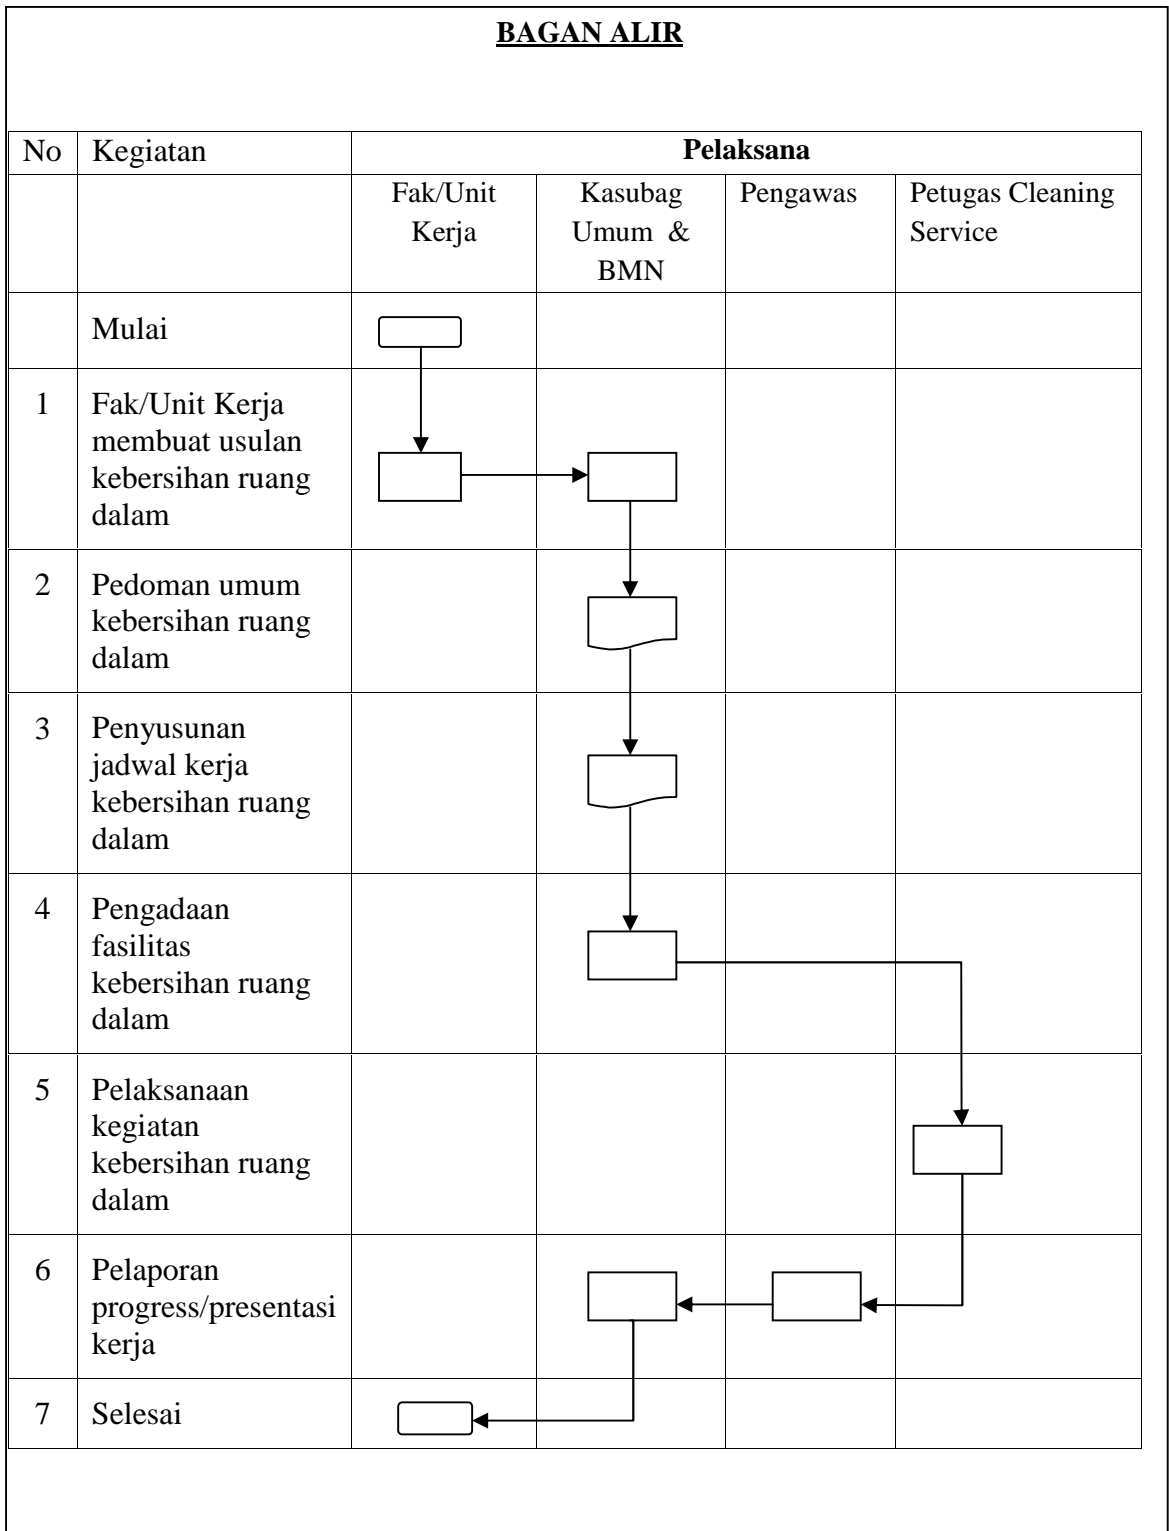 BAGAN ALIR
No Kegiatan Pelaksana
Fak/Unit Kerja
Kasubag Umum & BMN
Pengawas
Petugas Cleaning Service
Mulai
1 Fak/Unit Kerja
membuat usulan
kebersihan ruang
dalam
2 Pedoman umum
kebersihan ruang
dalam
3 Penyusunan
jadwal kerja
kebersihan ruang
dalam
4 Pengadaan
fasilitas
kebersihan ruang
dalam
5 Pelaksanaan
kegiatan
kebersihan ruang
dalam
6 Pelaporan
progress/presentasi
kerja
7 Selesai